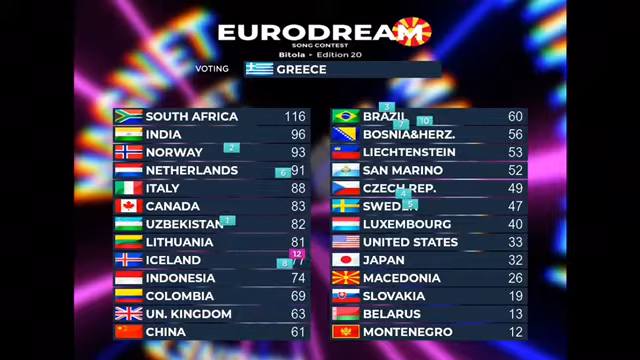 EURODREAM
SONG CONTEST
Bitola - Edition 20
VOTING GREECE
SOUTH AFRICA 116
INDIA 96
NORWAY 2 93
NETHERLANDS 6 91
ITALY 88
CANADA 83
UZBEKISTAN 1 82
LITHUANIA 81
ICELAND 12 77
INDONESIA 8 74
COLOMBIA 69
UN. KINGDOM 63
CHINA 61
3
BRAZIL 60
7 10
BOSNIA&HERZ. 56
LIECHTENSTEIN 53
SAN MARINO 52
CZECH REP. 49
4
SWEDEN 5 47
LUXEMBOURG 40
UNITED STATES 33
JAPAN 32
MACEDONIA 26
SLOVAKIA 19
BELARUS 13
MONTENEGRO 12